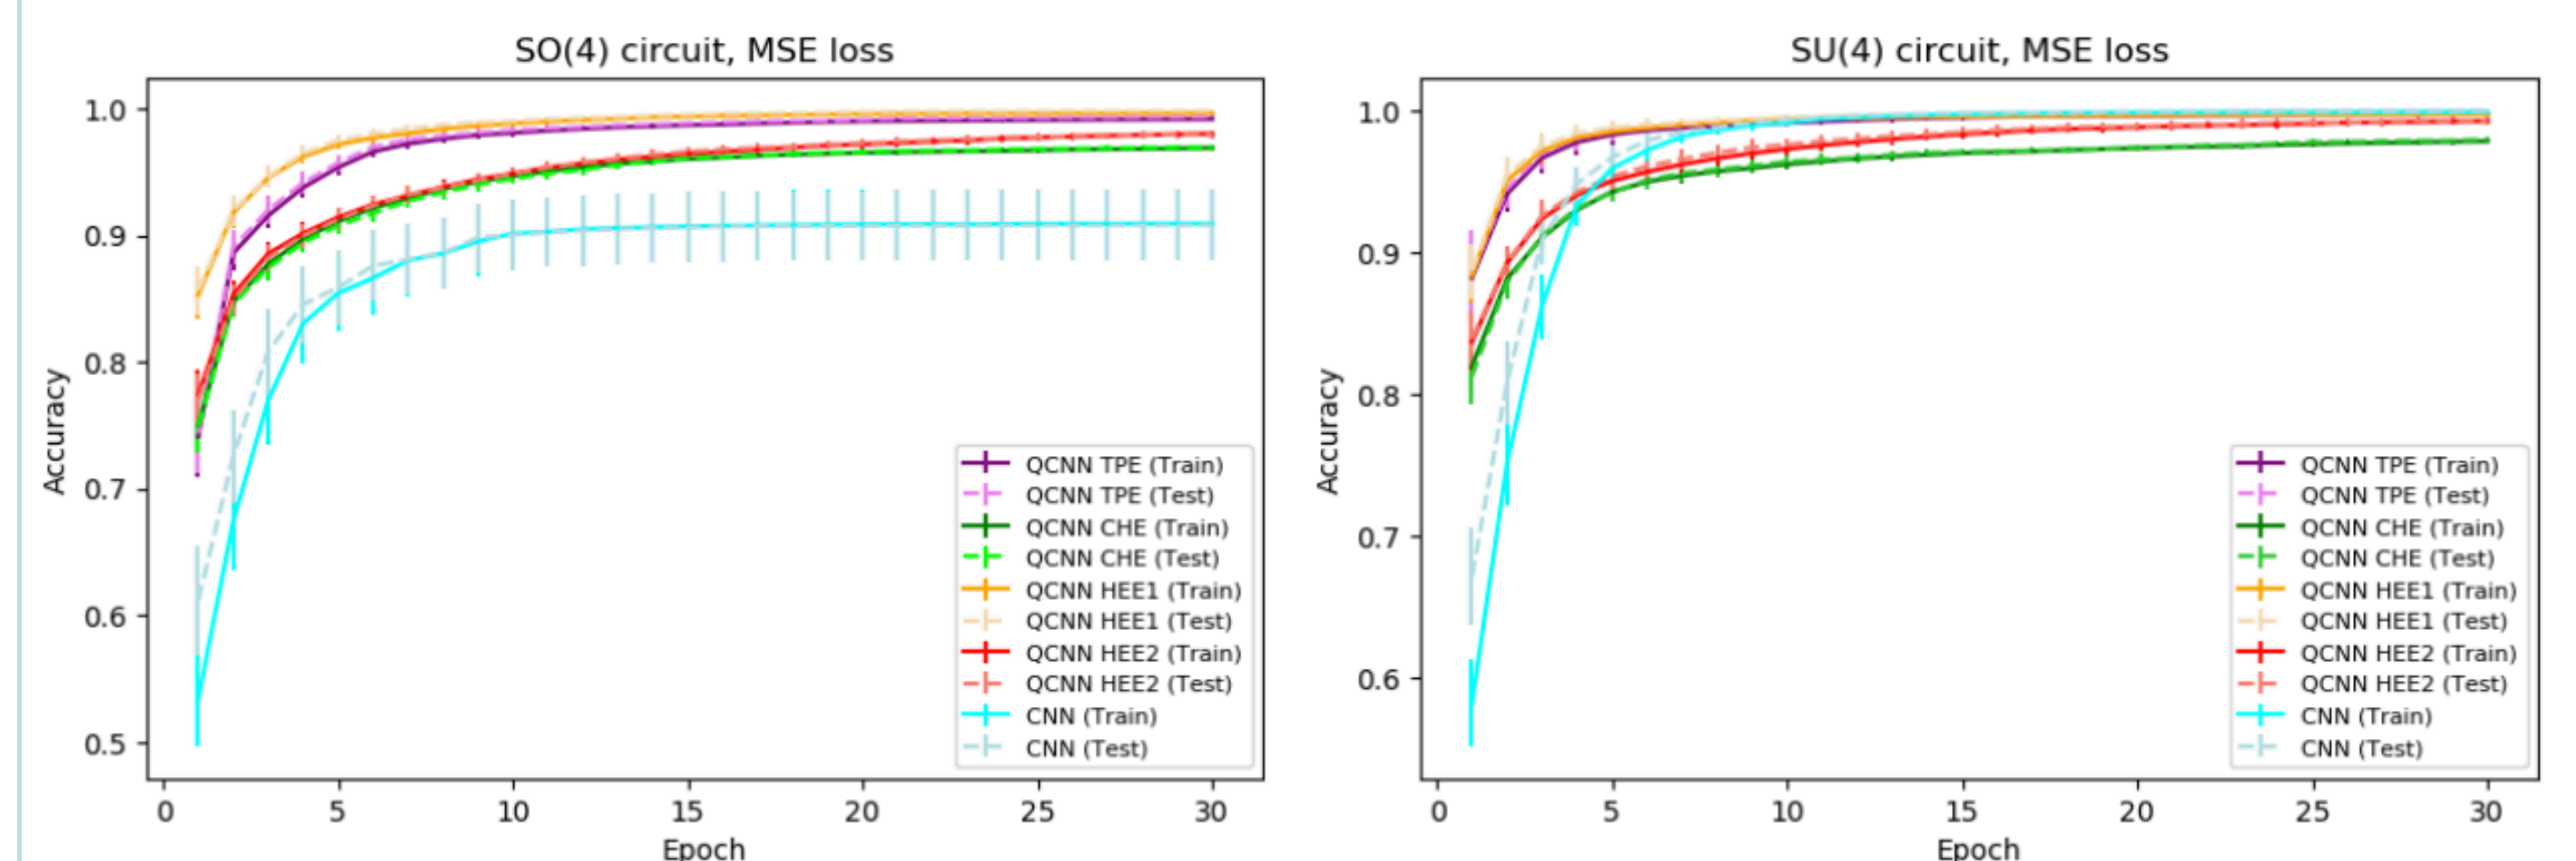 SO(4) circuit, MSE loss
1.0
0.9
0.8
0.7
0.6
0.5
Accuracy
QCNN TPE (Train)
QCNN TPE (Test)
QCNN CHE (Train)
QCNN CHE (Test)
QCNN HEE1 (Train)
QCNN HEE1 (Test)
QCNN HEE2 (Train)
QCNN HEE2 (Test)
CNN (Train)
CNN (Test)
0 5 10 15 20 25 30
Epoch
SU(4) circuit, MSE loss
1.0
0.9
0.8
0.7
0.6
Accuracy
QCNN TPE (Train)
QCNN TPE (Test)
QCNN CHE (Train)
QCNN CHE (Test)
QCNN HEE1 (Train)
QCNN HEE1 (Test)
QCNN HEE2 (Train)
QCNN HEE2 (Test)
CNN (Train)
CNN (Test)
0 5 10 15 20 25 30
Epoch